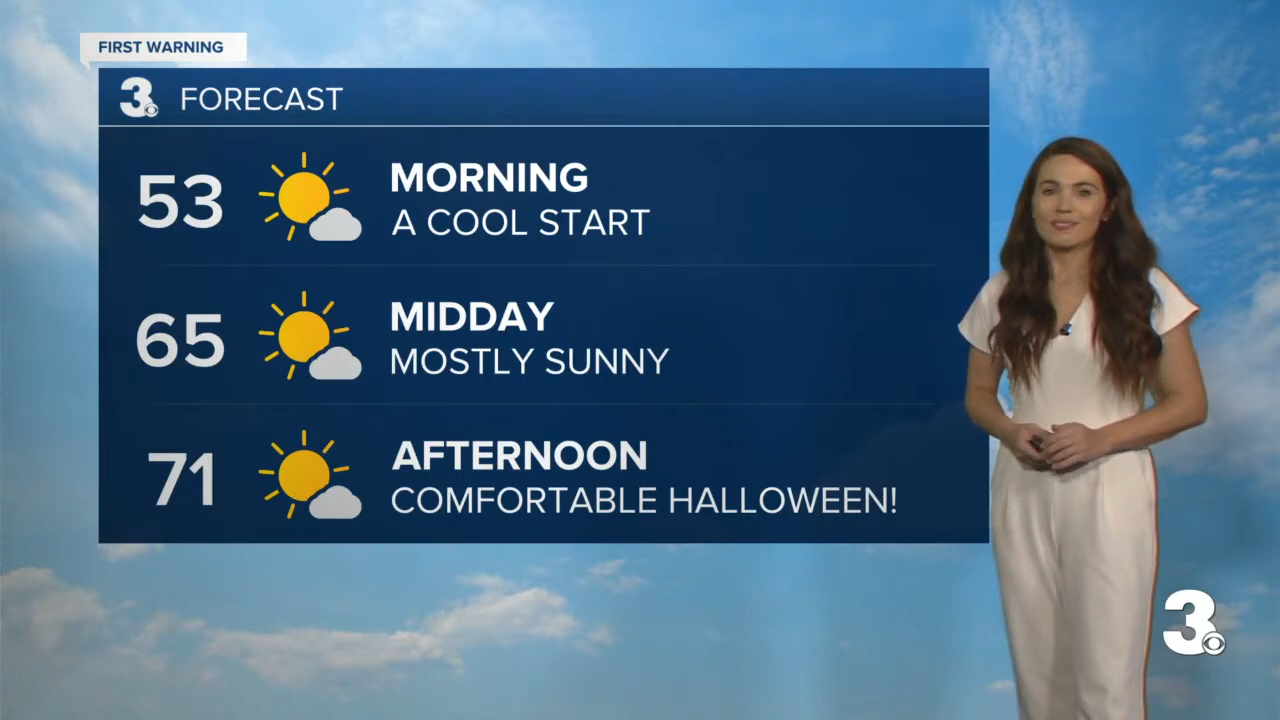 FIRST WARNING
3 FORECAST
53
MORNING
A COOL START
65
MIDDAY
MOSTLY SUNNY
71
AFTERNOON
COMFORTABLE HALLOWEEN!
3